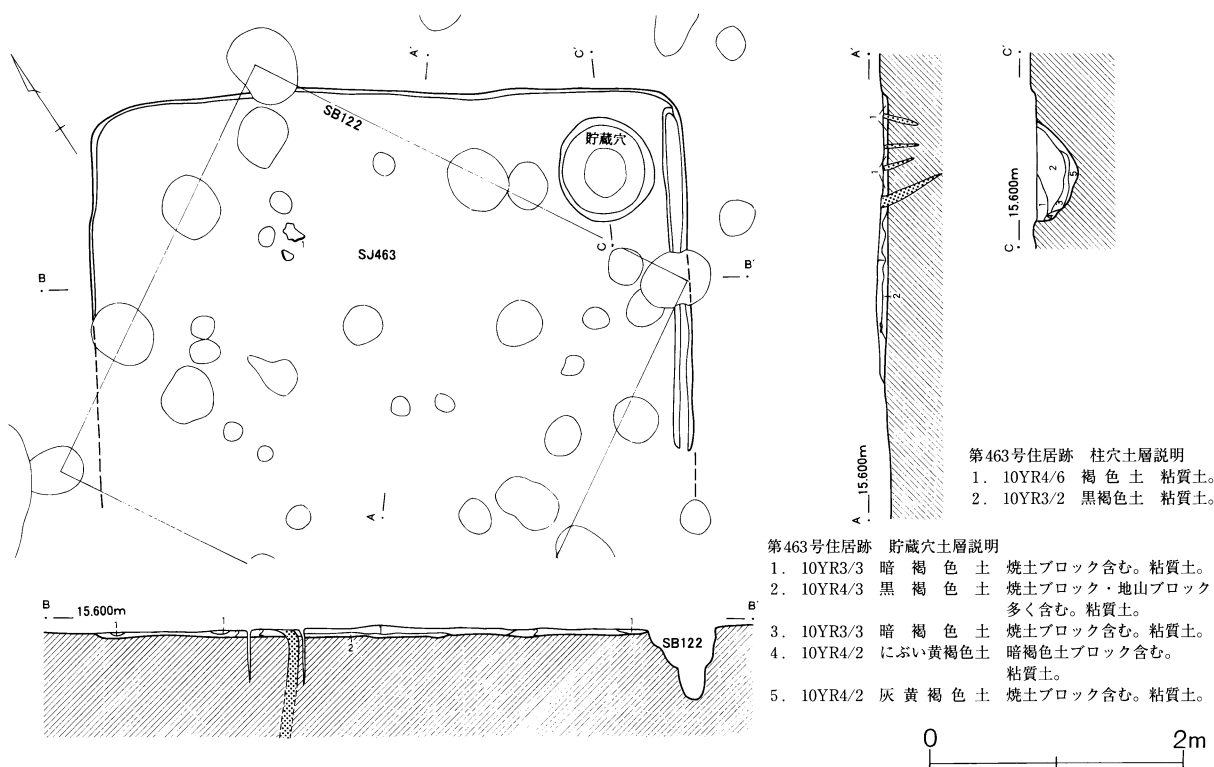 A´
C´
SB122
貯蔵穴
C
SJ463
B
B´
A
A´
1
1
1
2
15.600m
A
C´
1
2
3
4
5
15.600m
C
第463号住居跡 柱穴土層説明
1. 10YR4/6 褐色土 粘質土。
2. 10YR3/2 黒褐色土 粘質土。
第463号住居跡 貯蔵穴土層説明
1. 10YR3/3 暗褐色土 焼土ブロック含む。粘質土。
2. 10YR4/3 黒褐色土 焼土ブロック・地山ブロック
多く含む。粘質土。
3. 10YR3/3 暗褐色土 焼土ブロック含む。粘質土。
4. 10YR4/2 にぶい黄褐色土 暗褐色土ブロック含む。
粘質土。
5. 10YR4/2 灰黄褐色土 焼土ブロック含む。粘質土。
B 15.600m
B´
1
1
2
1
2
2
1
SB122
0 2m